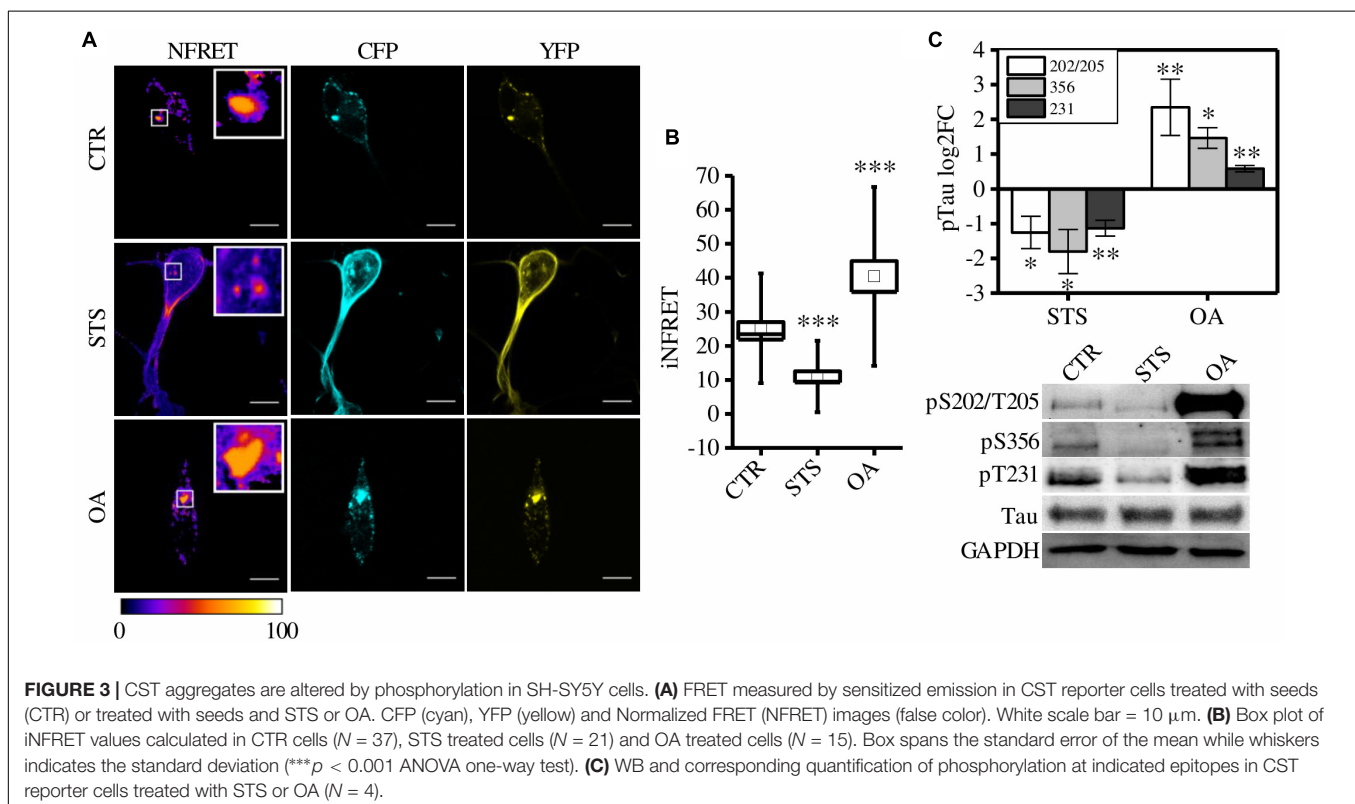 A
NFRET
CFP
YFP
CTR
STS
OA
0
100
B
iNFRET
70
60
50
40
30
20
10
0
-10
***
***
CTR
STS
OA
C
pTau log2FC
4
3
2
1
0
-1
-2
-3
202/205
356
231
**
*
**
*
*
**
STS
OA
CTR
STS
OA
pS202/T205
pS356
pT231
Tau
GAPDH
FIGURE 3 | CST aggregates are altered by phosphorylation in SH-SY5Y cells. (A) FRET measured by sensitized emission in CST reporter cells treated with seeds
(CTR) or treated with seeds and STS or OA. CFP (cyan), YFP (yellow) and Normalized FRET (NFRET) images (false color). White scale bar = 10 μm. (B) Box plot of
iNFRET values calculated in CTR cells (N = 37), STS treated cells (N = 21) and OA treated cells (N = 15). Box spans the standard error of the mean while whiskers
indicates the standard deviation (***p < 0.001 ANOVA one-way test). (C) WB and corresponding quantification of phosphorylation at indicated epitopes in CST
reporter cells treated with STS or OA (N = 4).